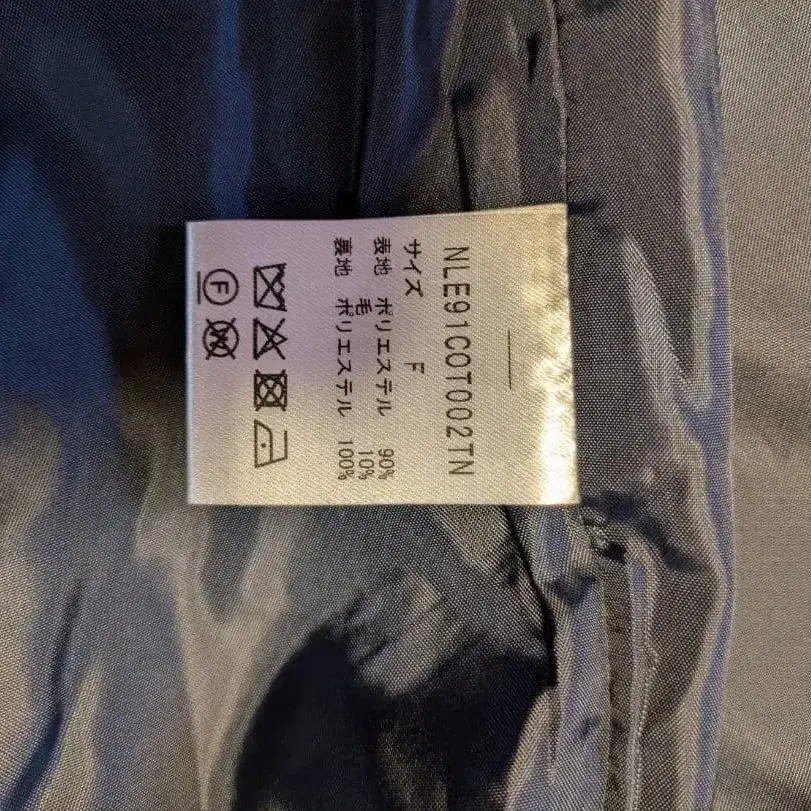 NLE91COT002TN
サイズ F
表地 ポリエステル 90%
毛 10%
裏地 ポリエステル 100%
F
W